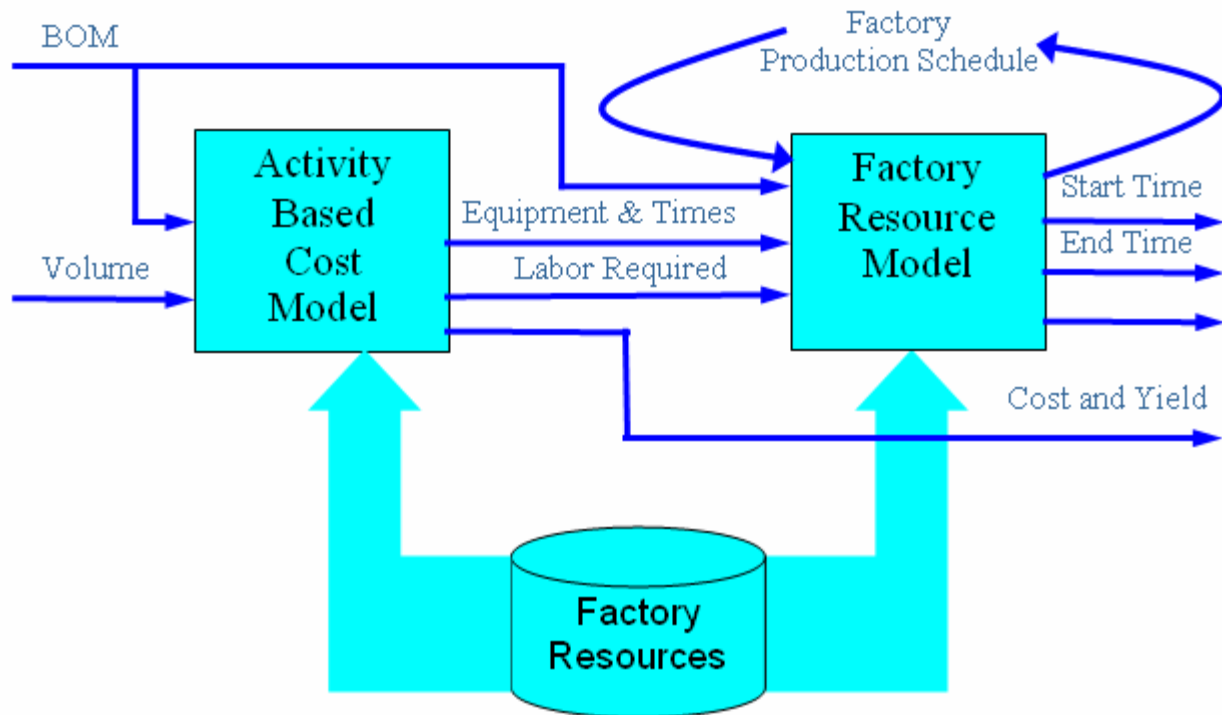 BOM
Factory
Production Schedule
Activity
Based
Cost
Model
Factory
Resource
Model
Equipment & Times
Labor Required
Volume
Start Time
End Time
Cost and Yield
Factory
Resources